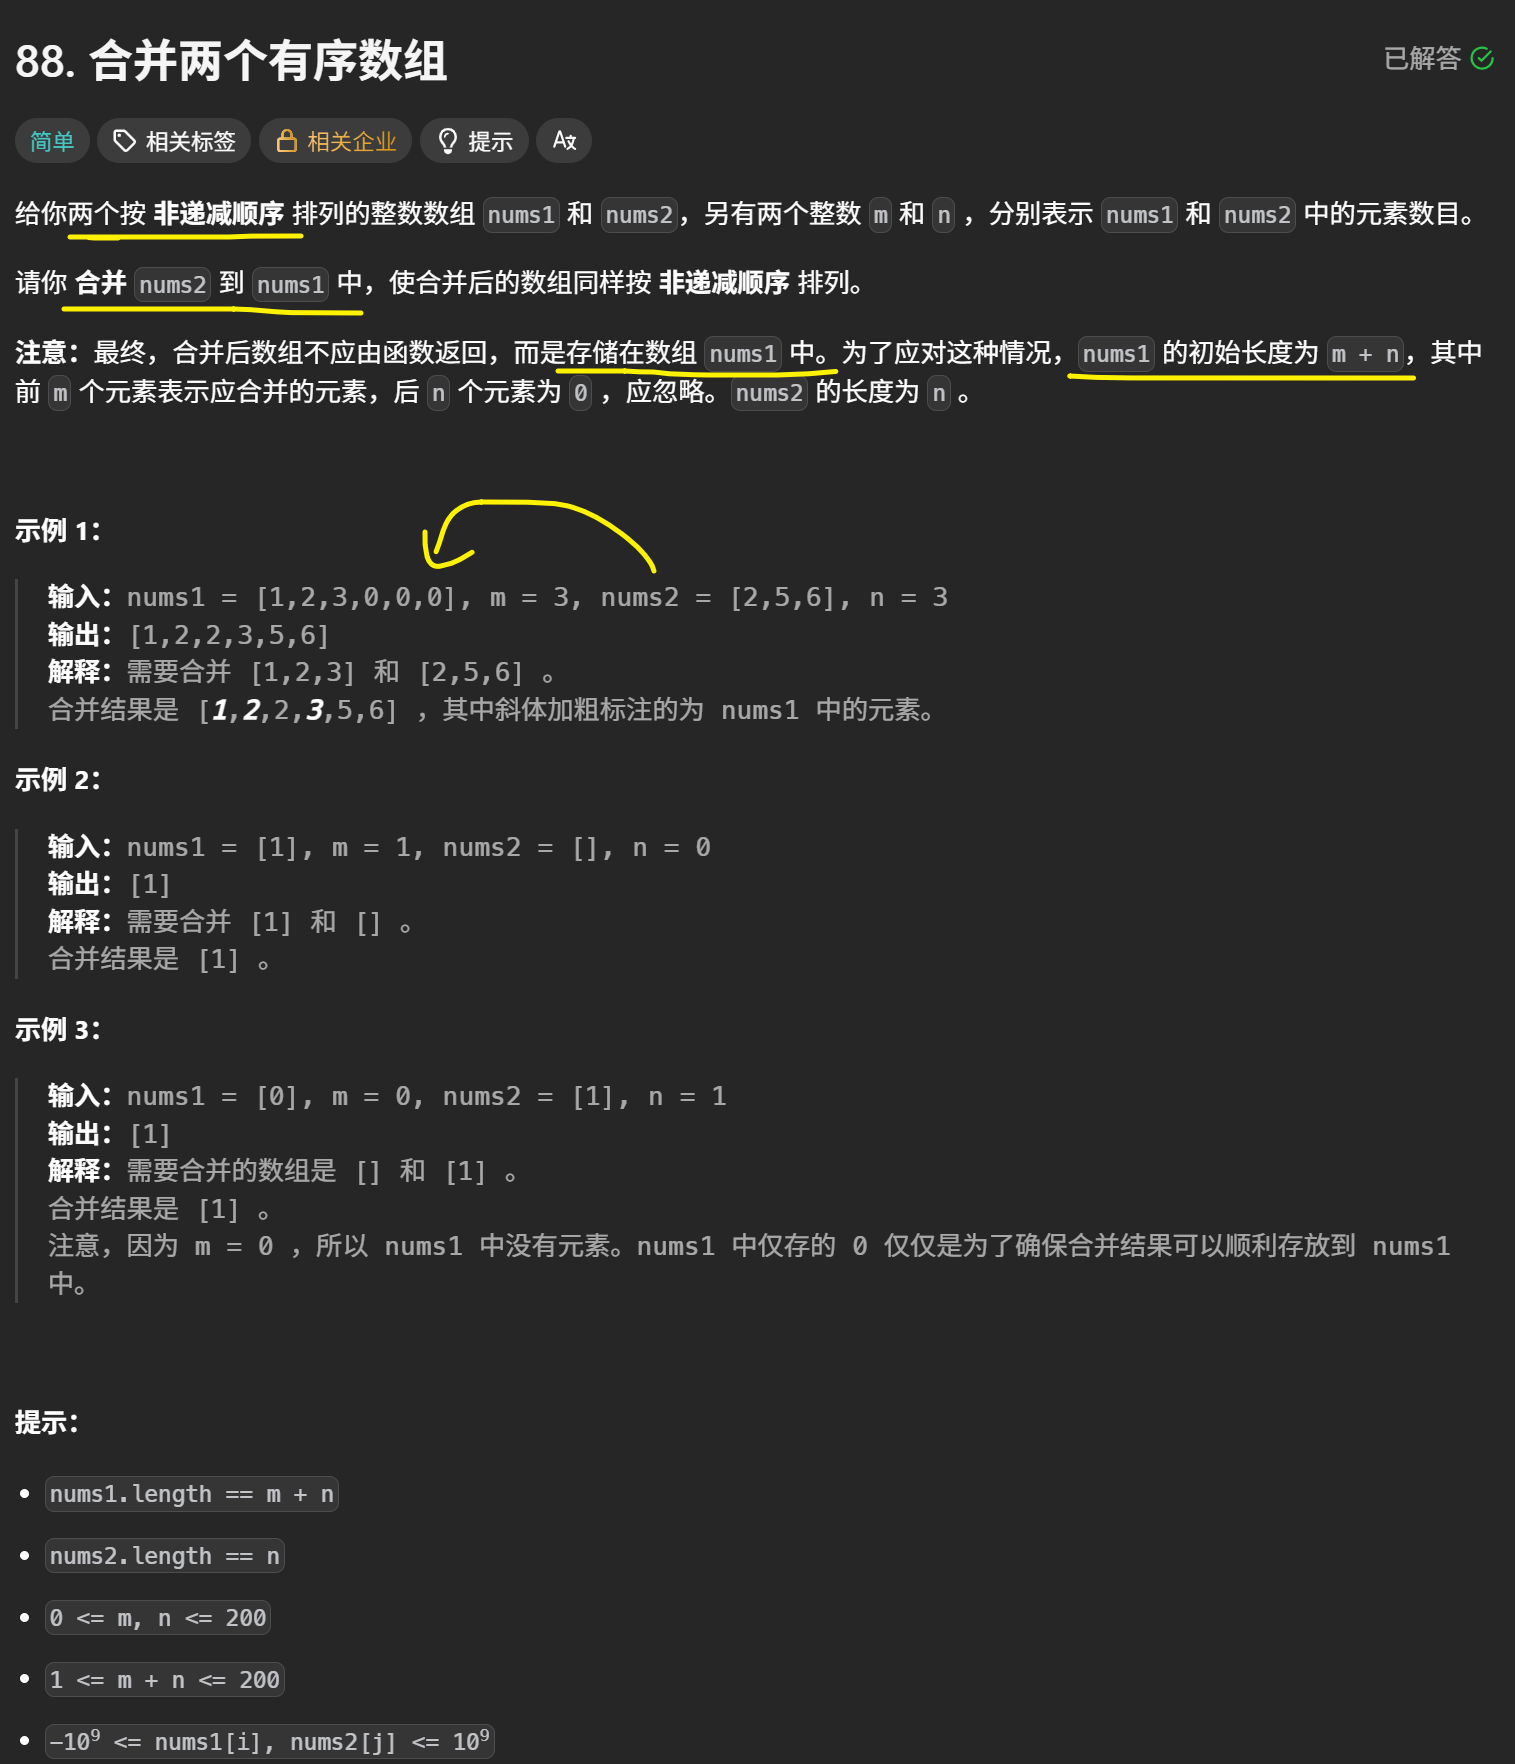 88. 合并两个有序数组
已解答
简单 相关标签 相关企业 提示
给你两个按 非递减顺序 排列的整数数组 nums1 和 nums2，另有两个整数 m 和 n ，分别表示 nums1 和 nums2 中的元素数目。
请你 合并 nums2 到 nums1 中，使合并后的数组同样按 非递减顺序 排列。
注意：最终，合并后数组不应由函数返回，而是存储在数组 nums1 中。为了应对这种情况，nums1 的初始长度为 m + n，其中
前 m 个元素表示应合并的元素，后 n 个元素为 0 ，应忽略。nums2 的长度为 n 。
示例 1：
输入：nums1 = [1,2,3,0,0,0], m = 3, nums2 = [2,5,6], n = 3
输出：[1,2,2,3,5,6]
解释：需要合并 [1,2,3] 和 [2,5,6] 。
合并结果是 [1,2,2,3,5,6] ，其中斜体加粗标注的为 nums1 中的元素。
示例 2：
输入：nums1 = [1], m = 1, nums2 = [], n = 0
输出：[1]
解释：需要合并 [1] 和 [] 。
合并结果是 [1] 。
示例 3：
输入：nums1 = [0], m = 0, nums2 = [1], n = 1
输出：[1]
解释：需要合并的数组是 [] 和 [1] 。
合并结果是 [1] 。
注意，因为 m = 0 ，所以 nums1 中没有元素。nums1 中仅存的 0 仅仅是为了确保合并结果可以顺利存放到 nums1
中。
提示：
nums1.length == m + n
nums2.length == n
0 <= m, n <= 200
1 <= m + n <= 200
-10⁹ <= nums1[i], nums2[j] <= 10⁹